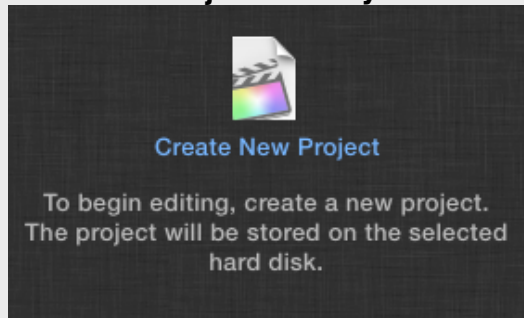 Create New Project
To begin editing, create a new project.
The project will be stored on the selected
hard disk.